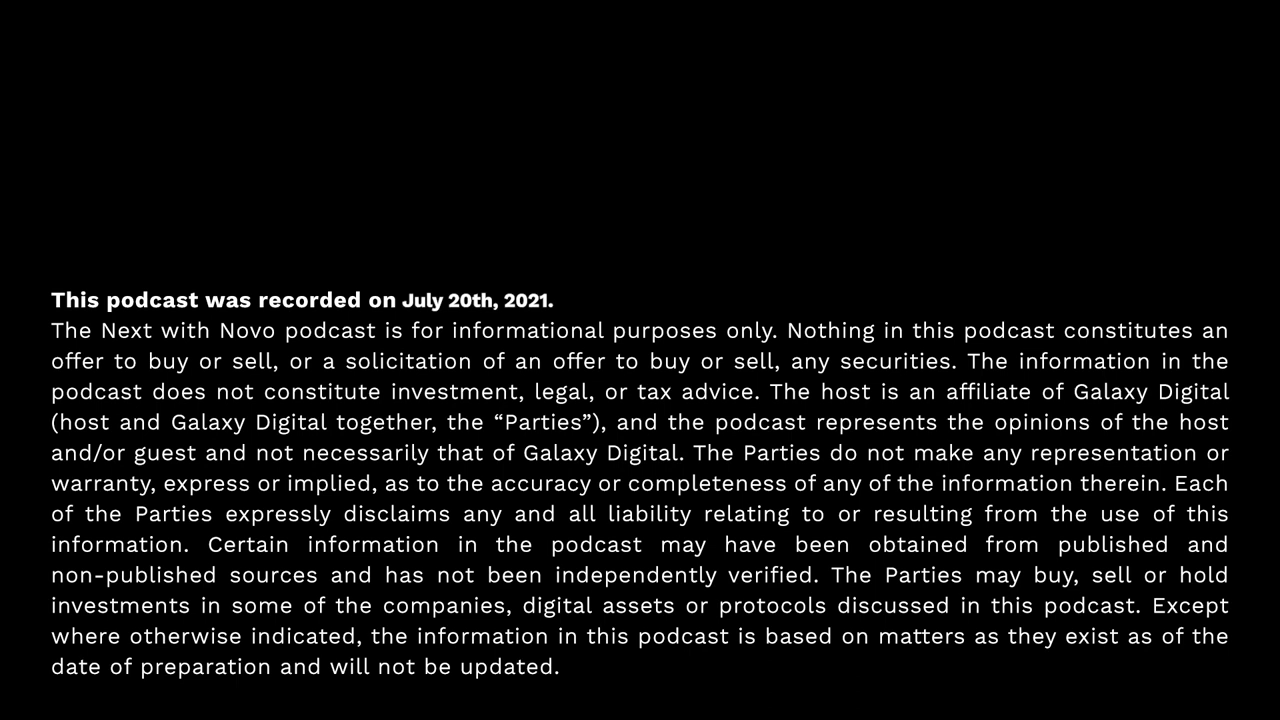 This podcast was recorded on July 20th, 2021.
The Next with Novo podcast is for informational purposes only. Nothing in this podcast constitutes an
offer to buy or sell, or a solicitation of an offer to buy or sell, any securities. The information in the
podcast does not constitute investment, legal, or tax advice. The host is an affiliate of Galaxy Digital
(host and Galaxy Digital together, the “Parties”), and the podcast represents the opinions of the host
and/or guest and not necessarily that of Galaxy Digital. The Parties do not make any representation or
warranty, express or implied, as to the accuracy or completeness of any of the information therein. Each
of the Parties expressly disclaims any and all liability relating to or resulting from the use of this
information. Certain information in the podcast may have been obtained from published and
non-published sources and has not been independently verified. The Parties may buy, sell or hold
investments in some of the companies, digital assets or protocols discussed in this podcast. Except
where otherwise indicated, the information in this podcast is based on matters as they exist as of the
date of preparation and will not be updated.